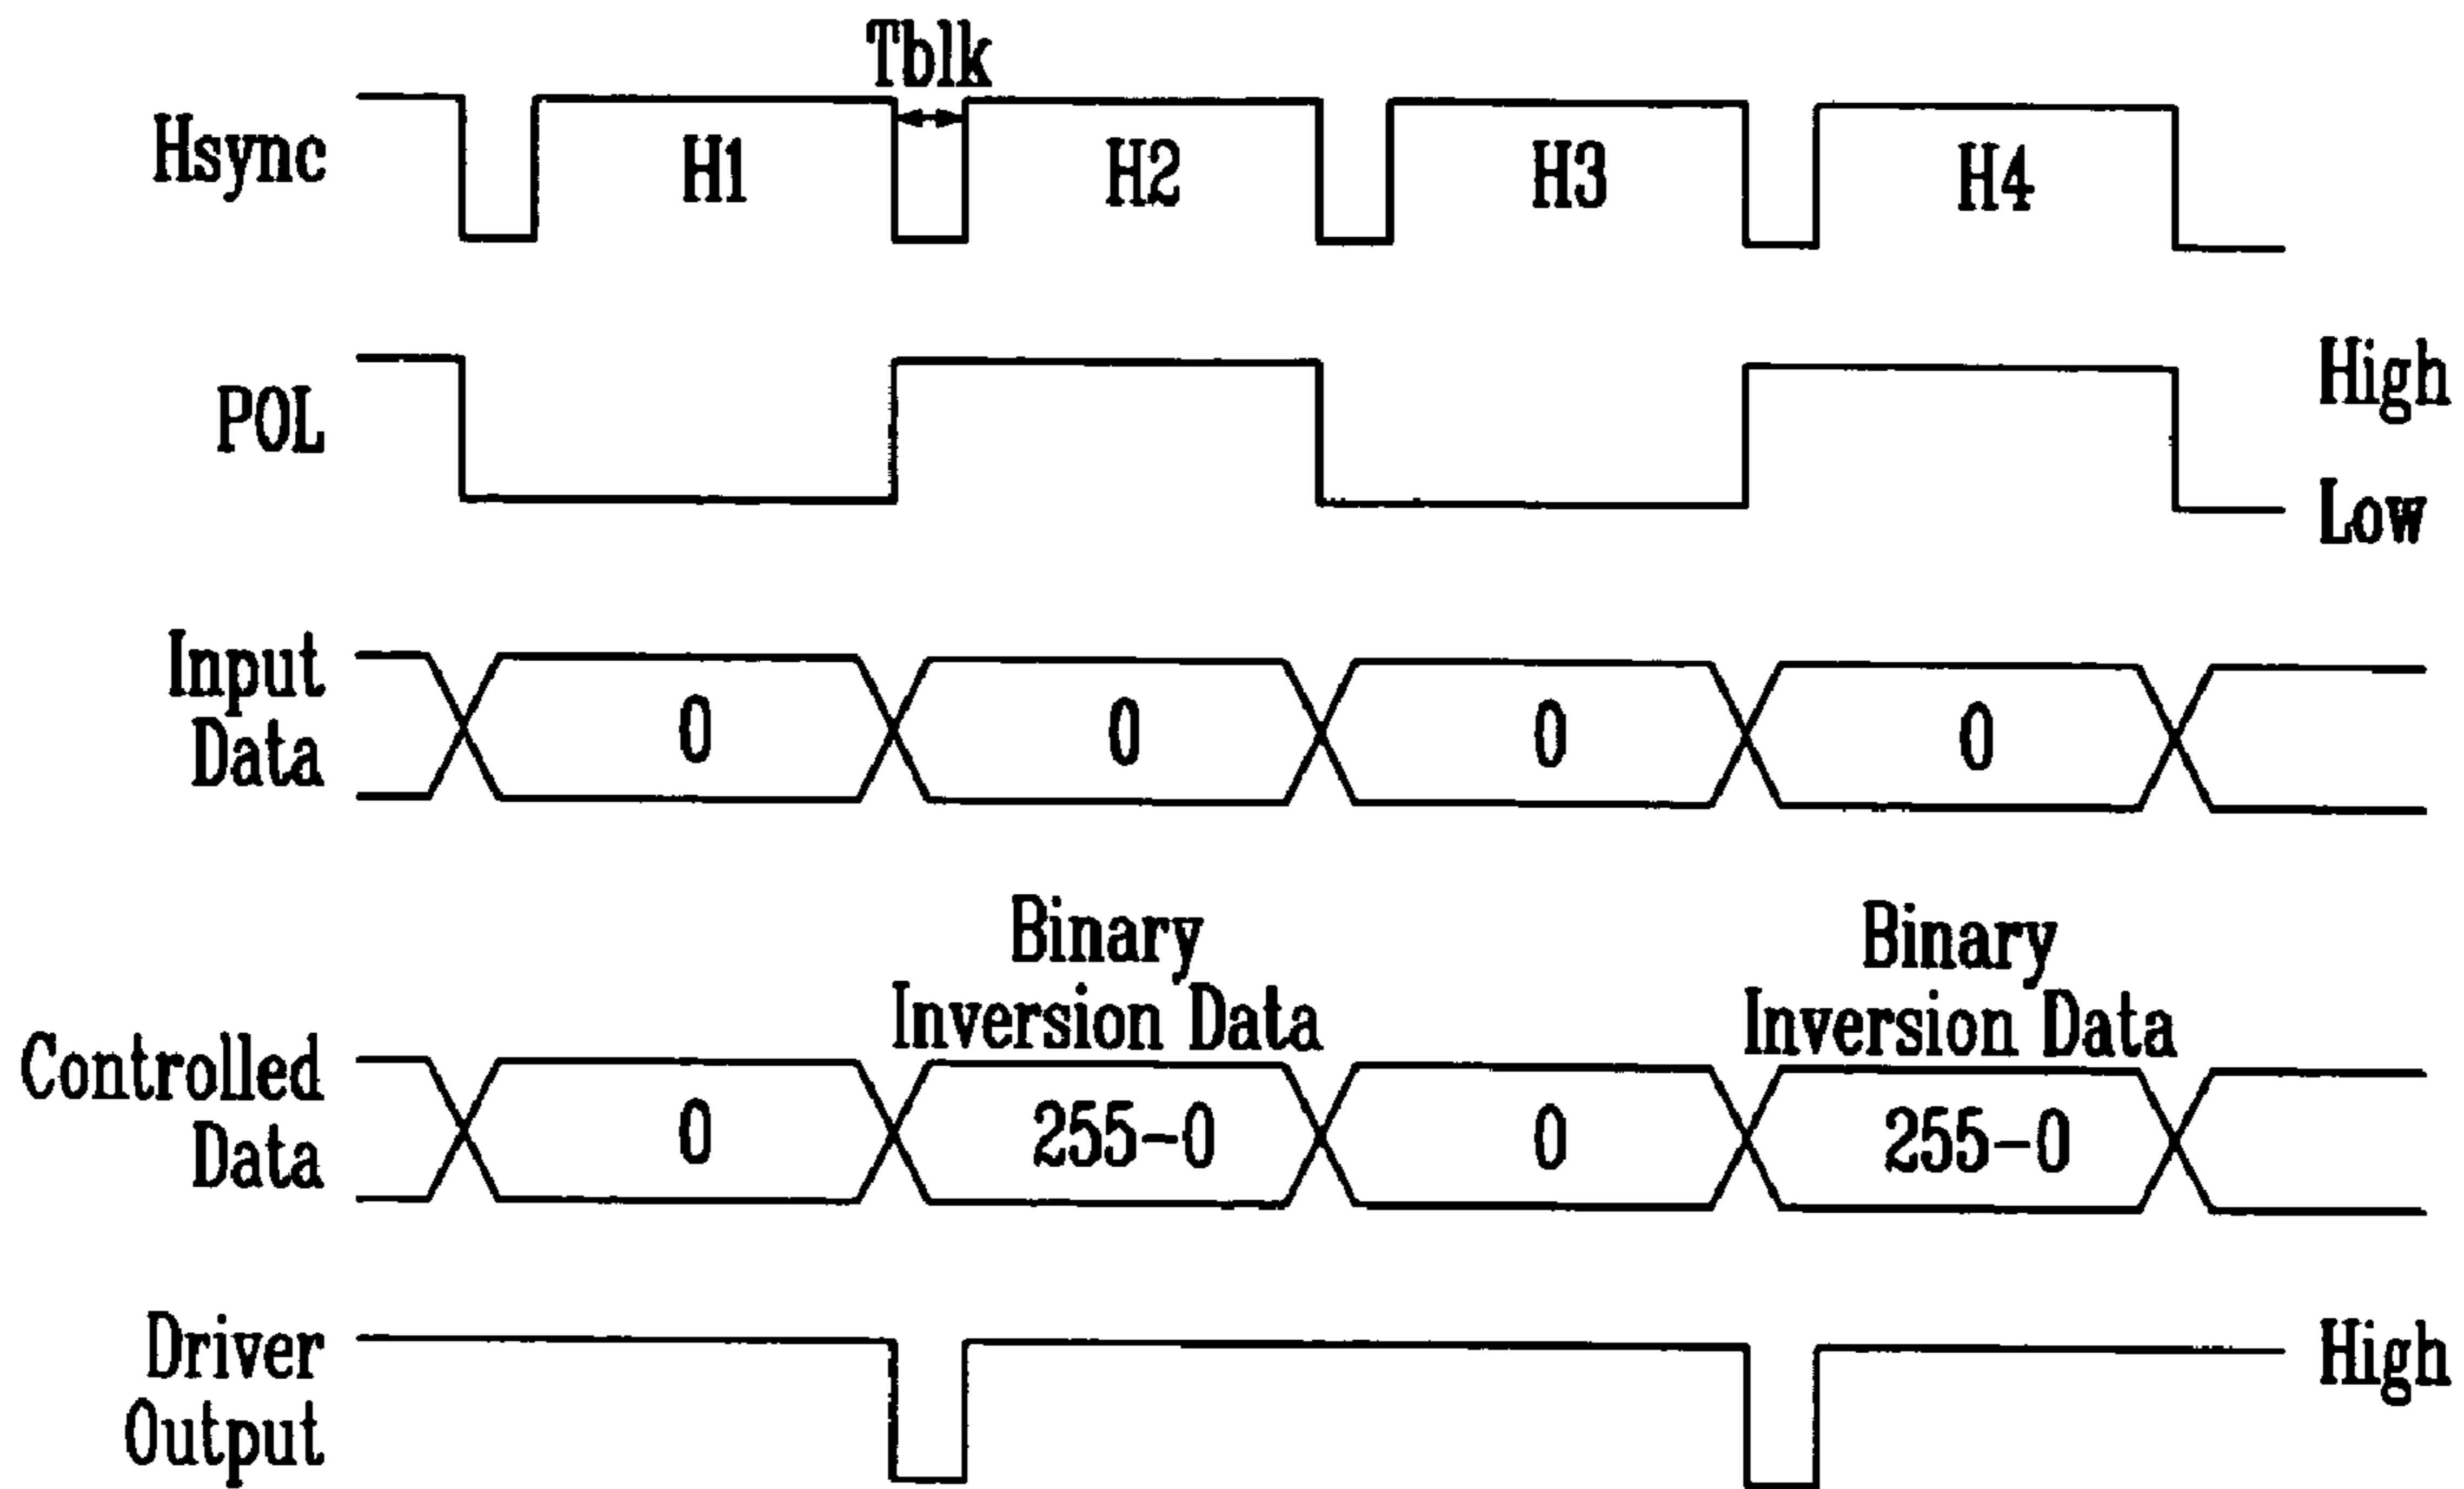 Tblk
Hsync
H1
H2
H3
H4
POL
High
Low
Input
Data
0
0
0
0
Binary
Inversion Data
Binary
Inversion Data
Controlled
Data
0
255-0
0
255-0
Driver
Output
High